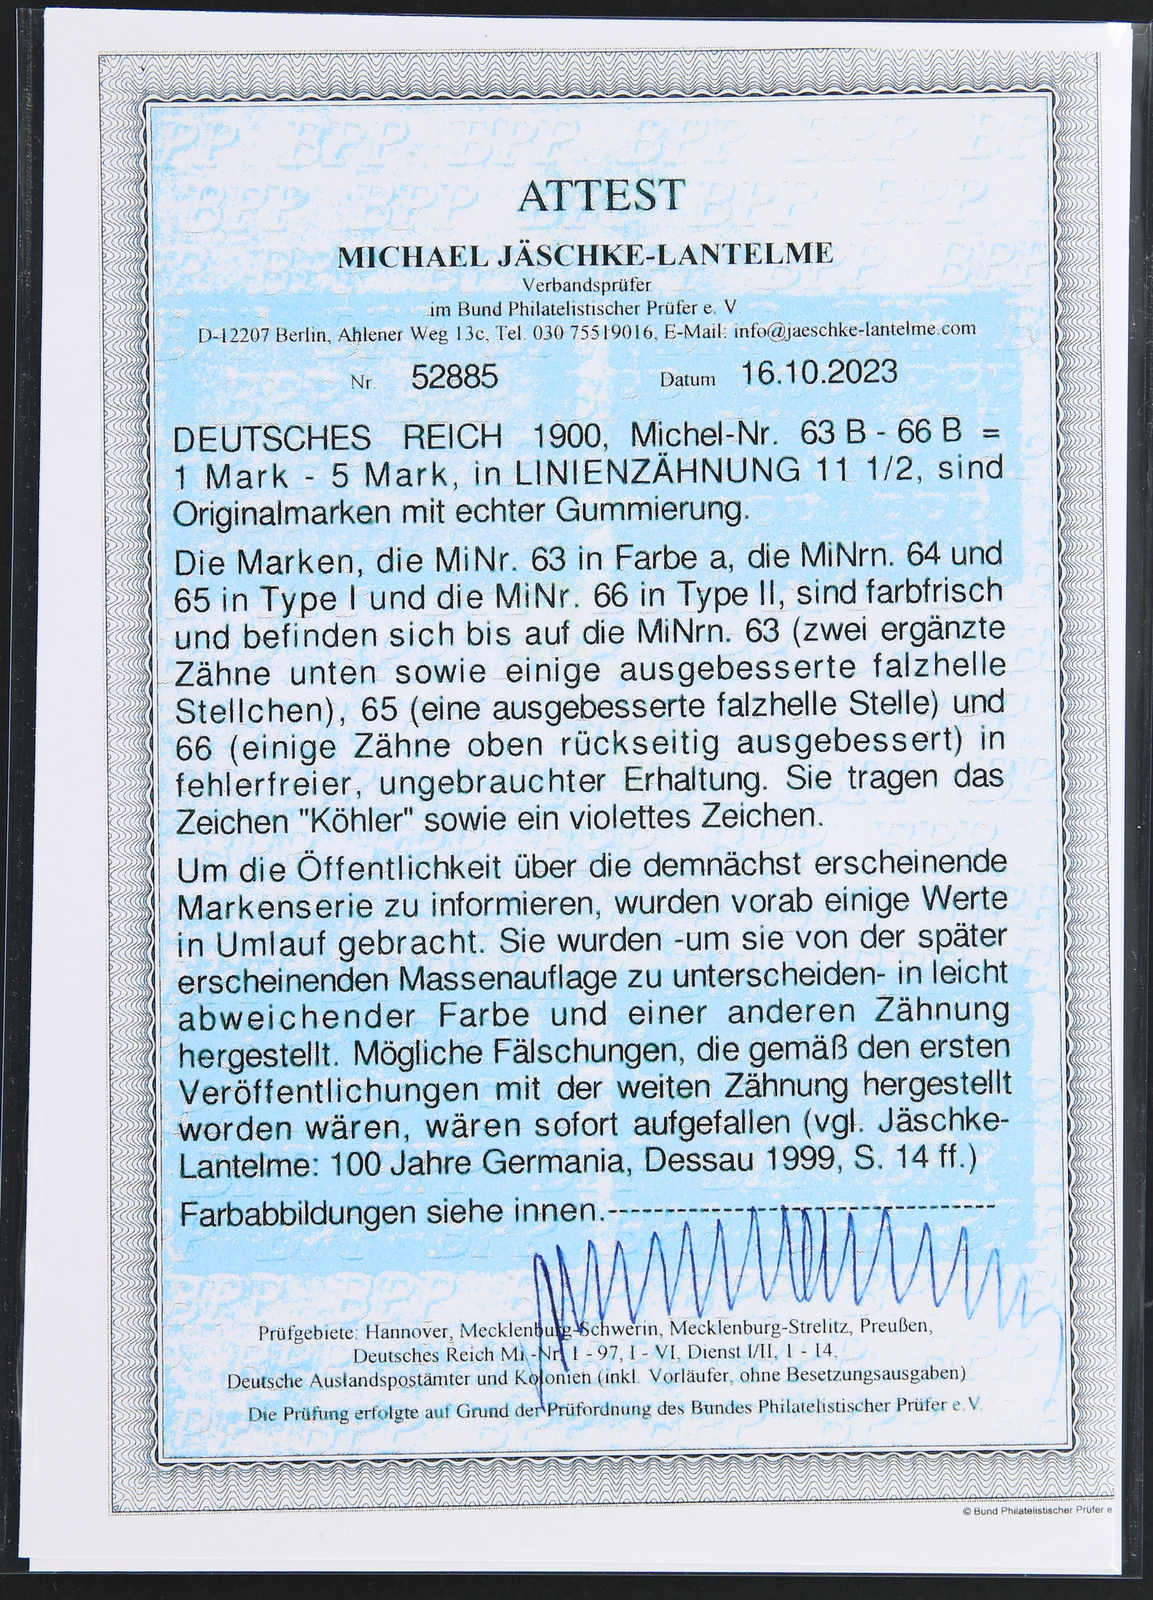 ATTEST
MICHAEL JÄSCHKE-LANTELME
Verbandsprüfer
im Bund Philatelistischer Prüfer e. V
D-12207 Berlin, Ahlener Weg 13c, Tel. 030 75519016, E-Mail: info@jaeschke-lantelme.com
Nr. 52885 Datum 16.10.2023
DEUTSCHES REICH 1900, Michel-Nr. 63 B - 66 B =
1 Mark - 5 Mark, in LINIENZÄHNUNG 11 1/2, sind
Originalmarken mit echter Gummierung.
Die Marken, die MiNr. 63 in Farbe a, die MiNrn. 64 und
65 in Type I und die MiNr. 66 in Type II, sind farbfrisch
und befinden sich bis auf die MiNrn. 63 (zwei ergänzte
Zähne unten sowie einige ausgebesserte falzhelle
Stellchen), 65 (eine ausgebesserte falzhelle Stelle) und
66 (einige Zähne oben rückseitig ausgebessert) in
fehlerfreier, ungebrauchter Erhaltung. Sie tragen das
Zeichen "Köhler" sowie ein violettes Zeichen.
Um die Öffentlichkeit über die demnächst erscheinende
Markenserie zu informieren, wurden vorab einige Werte
in Umlauf gebracht. Sie wurden -um sie von der später
erscheinenden Massenauflage zu unterscheiden- in leicht
abweichender Farbe und einer anderen Zähnung
hergestellt. Mögliche Fälschungen, die gemäß den ersten
Veröffentlichungen mit der weiten Zähnung hergestellt
worden wären, wären sofort aufgefallen (vgl. Jäschke-
Lantelme: 100 Jahre Germania, Dessau 1999, S. 14 ff.)
Farbabbildungen siehe innen.---------------------------------
Prüfgebiete: Hannover, Mecklenburg-Schwerin, Mecklenburg-Strelitz, Preußen,
Deutsches Reich Mi.-Nr. 1 - 97, I - VI, Dienst I/II, 1 - 14,
Deutsche Auslandspostämter und Kolonien (inkl. Vorläufer, ohne Besetzungsausgaben)
Die Prüfung erfolgte auf Grund der Prüfordnung des Bundes Philatelistischer Prüfer e.V.
© Bund Philatelistischer Prüfer e